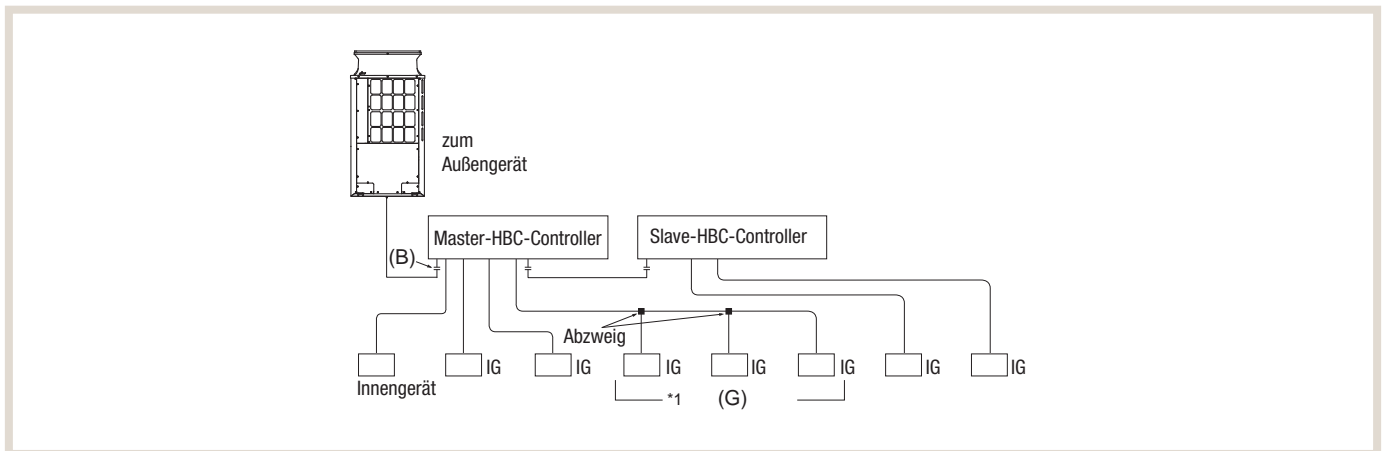 zum
Außengerät
Master-HBC-Controller
Slave-HBC-Controller
(B)
Abzweig
Innengerät
IG
IG
IG
IG
IG
IG
IG
*1
(G)